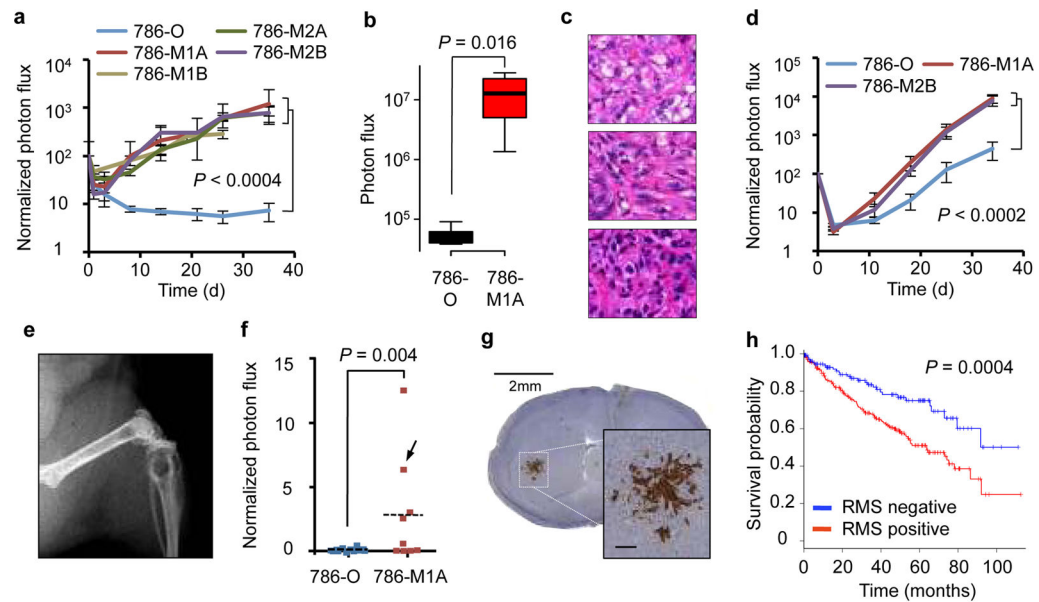 a
786-O
786-M2A
786-M1A
786-M2B
786-M1B
Normalized photon flux
10⁴
10³
10²
10
1
P < 0.0004
0 10 20 30 40
Time (d)
b
P = 0.016
Photon flux
10⁷
10⁶
10⁵
786-
O
786-
M1A
c
d
786-O
786-M1A
786-M2B
Normalized photon flux
10⁵
10⁴
10³
10²
10
1
P < 0.0002
0 10 20 30 40
Time (d)
e
f
P = 0.004
Normalized photon flux
15
10
5
0
786-O 786-M1A
g
2mm
h
P = 0.0004
Survival probability
1.0
0.8
0.6
0.4
0.2
0
RMS negative
RMS positive
0 20 40 60 80 100
Time (months)